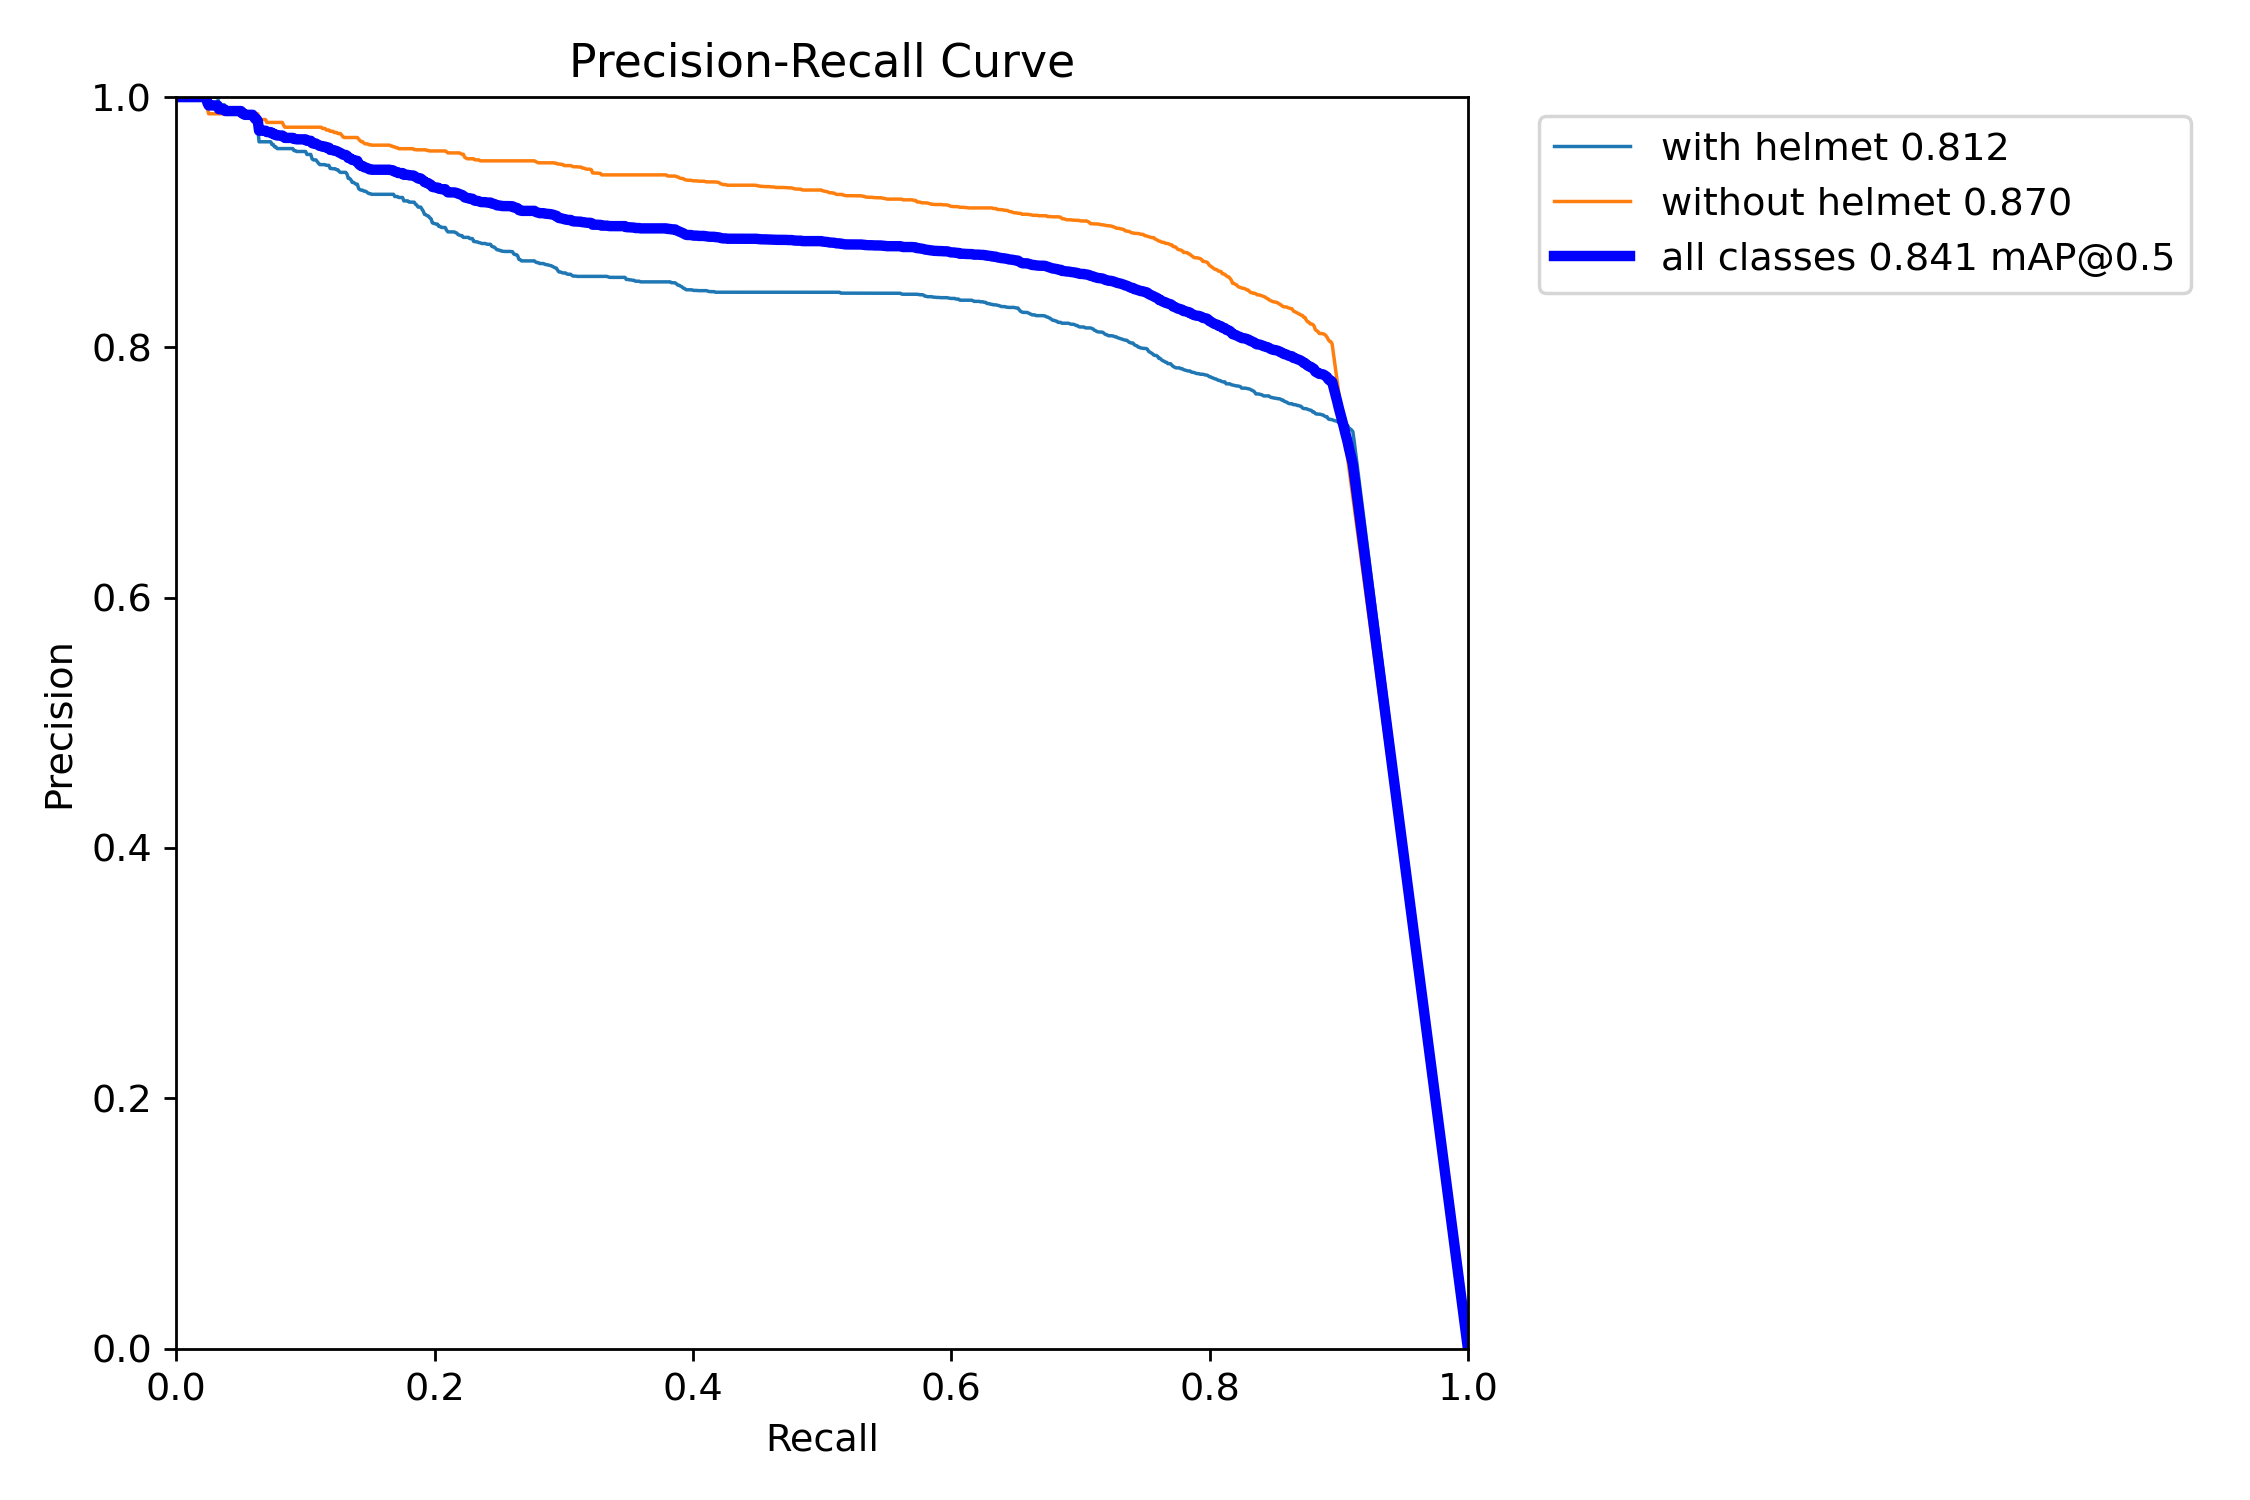 Precision-Recall Curve
with helmet 0.812
without helmet 0.870
all classes 0.841 mAP@0.5
1.0
0.8
0.6
0.4
0.2
0.0
Precision
0.0 0.2 0.4 0.6 0.8 1.0
Recall